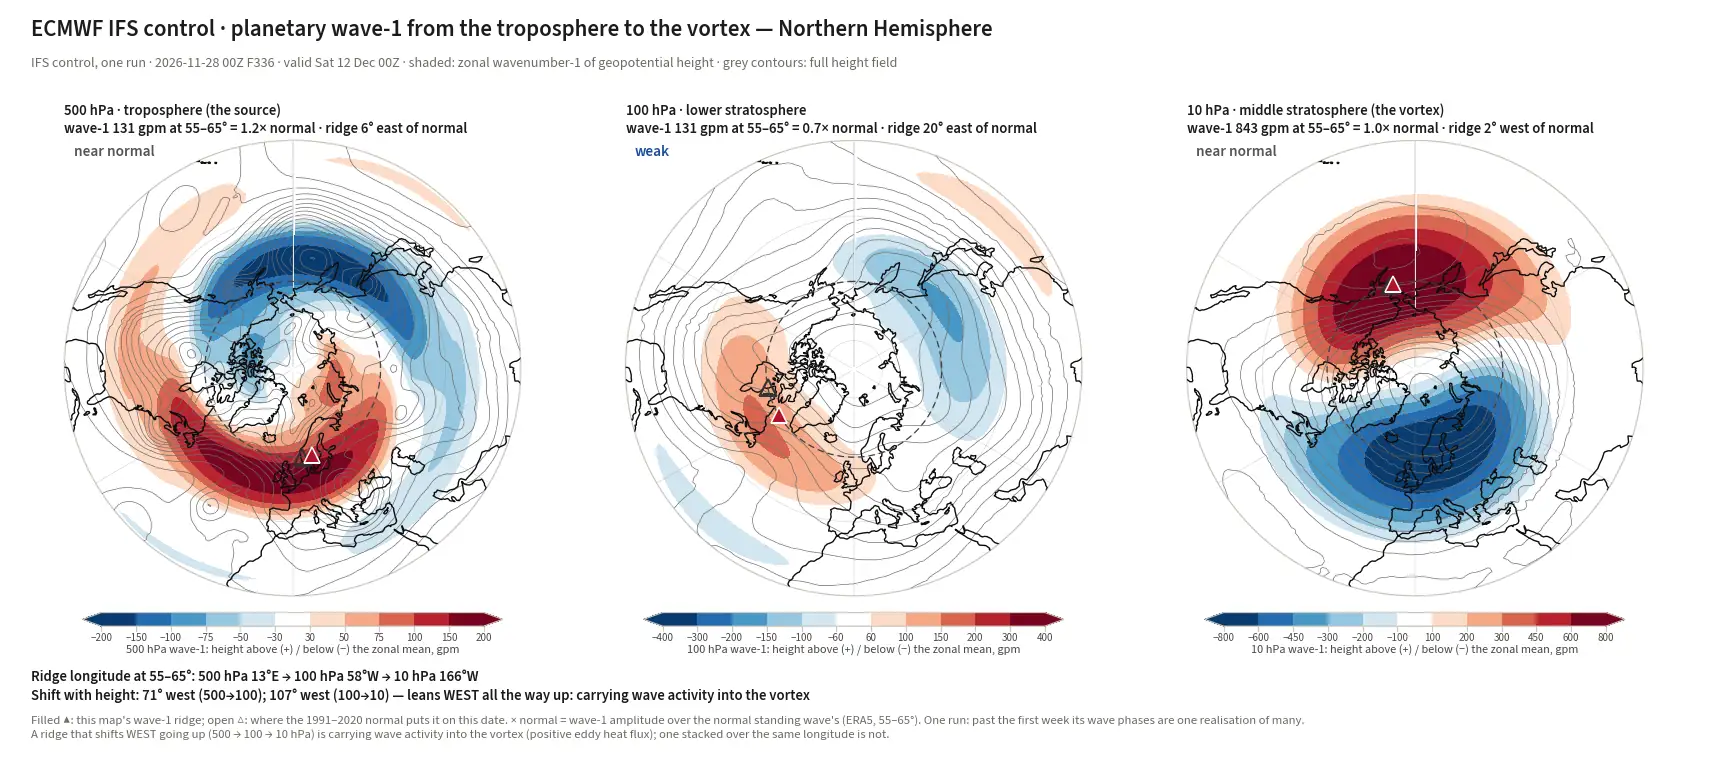 ECMWF IFS control · planetary wave-1 from the troposphere to the vortex — Northern Hemisphere
IFS control, one run · 2026-11-28 00Z F336 · valid Sat 12 Dec 00Z · shaded: zonal wavenumber-1 of geopotential height · grey contours: full height field
500 hPa · troposphere (the source)
wave-1 131 gpm at 55–65° = 1.2× normal · ridge 6° east of normal
near normal
100 hPa · lower stratosphere
wave-1 131 gpm at 55–65° = 0.7× normal · ridge 20° east of normal
weak
10 hPa · middle stratosphere (the vortex)
wave-1 843 gpm at 55–65° = 1.0× normal · ridge 2° west of normal
near normal
−200 −150 −100 −75 −50 −30 30 50 75 100 150 200
500 hPa wave-1: height above (+) / below (−) the zonal mean, gpm
−400 −300 −200 −150 −100 −60 60 100 150 200 300 400
100 hPa wave-1: height above (+) / below (−) the zonal mean, gpm
−800 −600 −450 −300 −200 −100 100 200 300 450 600 800
10 hPa wave-1: height above (+) / below (−) the zonal mean, gpm
Ridge longitude at 55–65°: 500 hPa 13°E → 100 hPa 58°W → 10 hPa 166°W
Shift with height: 71° west (500→100); 107° west (100→10) — leans WEST all the way up: carrying wave activity into the vortex
Filled ▲: this map's wave-1 ridge; open △: where the 1991–2020 normal puts it on this date. × normal = wave-1 amplitude over the normal standing wave's (ERA5, 55–65°). One run: past the first week its wave phases are one realisation of many.
A ridge that shifts WEST going up (500 → 100 → 10 hPa) is carrying wave activity into the vortex (positive eddy heat flux); one stacked over the same longitude is not.